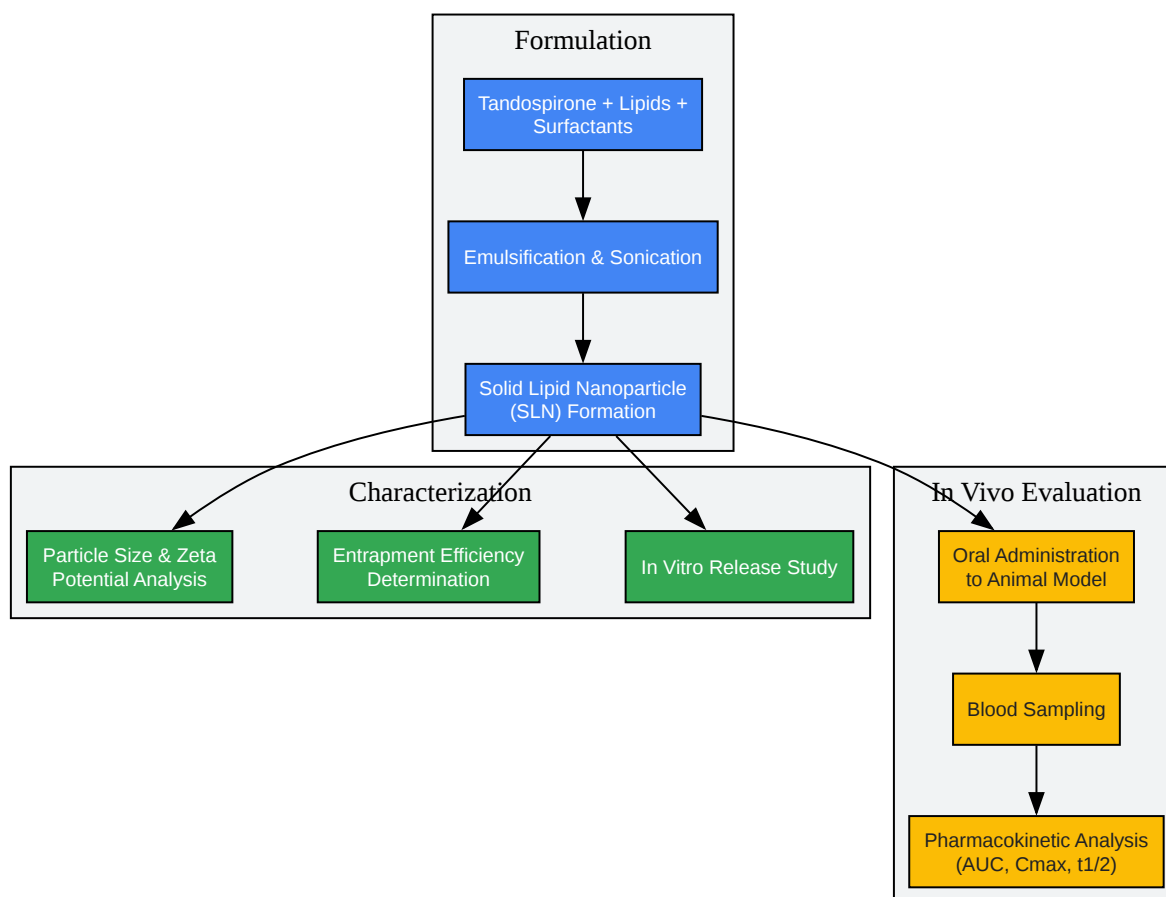 Formulation
Tandospirone + Lipids +
Surfactants
Emulsification & Sonication
Solid Lipid Nanoparticle
(SLN) Formation
Characterization
Particle Size & Zeta
Potential Analysis
Entrapment Efficiency
Determination
In Vitro Release Study
In Vivo Evaluation
Oral Administration
to Animal Model
Blood Sampling
Pharmacokinetic Analysis
(AUC, Cmax, t1/2)